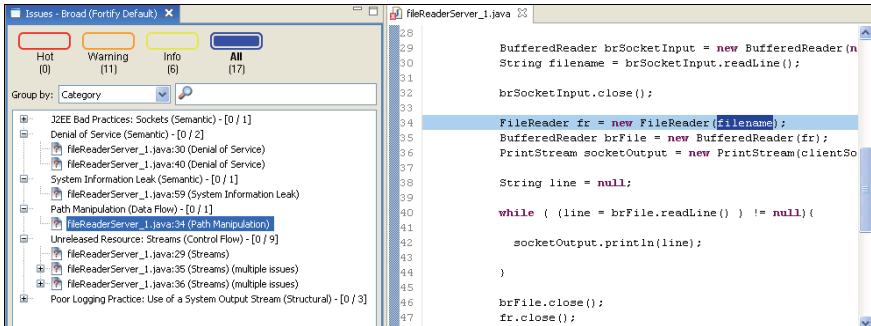 Issues - Broad (Fortify Default)
Hot
(0)
Warning
(11)
Info
(6)
All
(17)
Group by: Category
J2EE Bad Practices: Sockets (Semantic) - [0 / 1]
Denial of Service (Semantic) - [0 / 2]
fileReaderServer_1.java:30 (Denial of Service)
fileReaderServer_1.java:40 (Denial of Service)
System Information Leak (Semantic) - [0 / 1]
fileReaderServer_1.java:59 (System Information Leak)
Path Manipulation (Data Flow) - [0 / 1]
fileReaderServer_1.java:34 (Path Manipulation)
Unreleased Resource: Streams (Control Flow) - [0 / 9]
fileReaderServer_1.java:29 (Streams)
fileReaderServer_1.java:35 (Streams) (multiple issues)
fileReaderServer_1.java:36 (Streams) (multiple issues)
Poor Logging Practice: Use of a System Output Stream (Structural) - [0 / 3]
fileReaderServer_1.java
28
29 BufferedReader brSocketInput = new BufferedReader(n
30 String filename = brSocketInput.readLine();
31
32 brSocketInput.close();
33
34 FileReader fr = new FileReader(filename);
35 BufferedReader brFile = new BufferedReader(fr);
36 PrintStream socketOutput = new PrintStream(clientSo
37
38 String line = null;
39
40 while ( (line = brFile.readLine() ) != null){
41
42 socketOutput.println(line);
43
44 }
45
46 brFile.close();
47 fr.close();